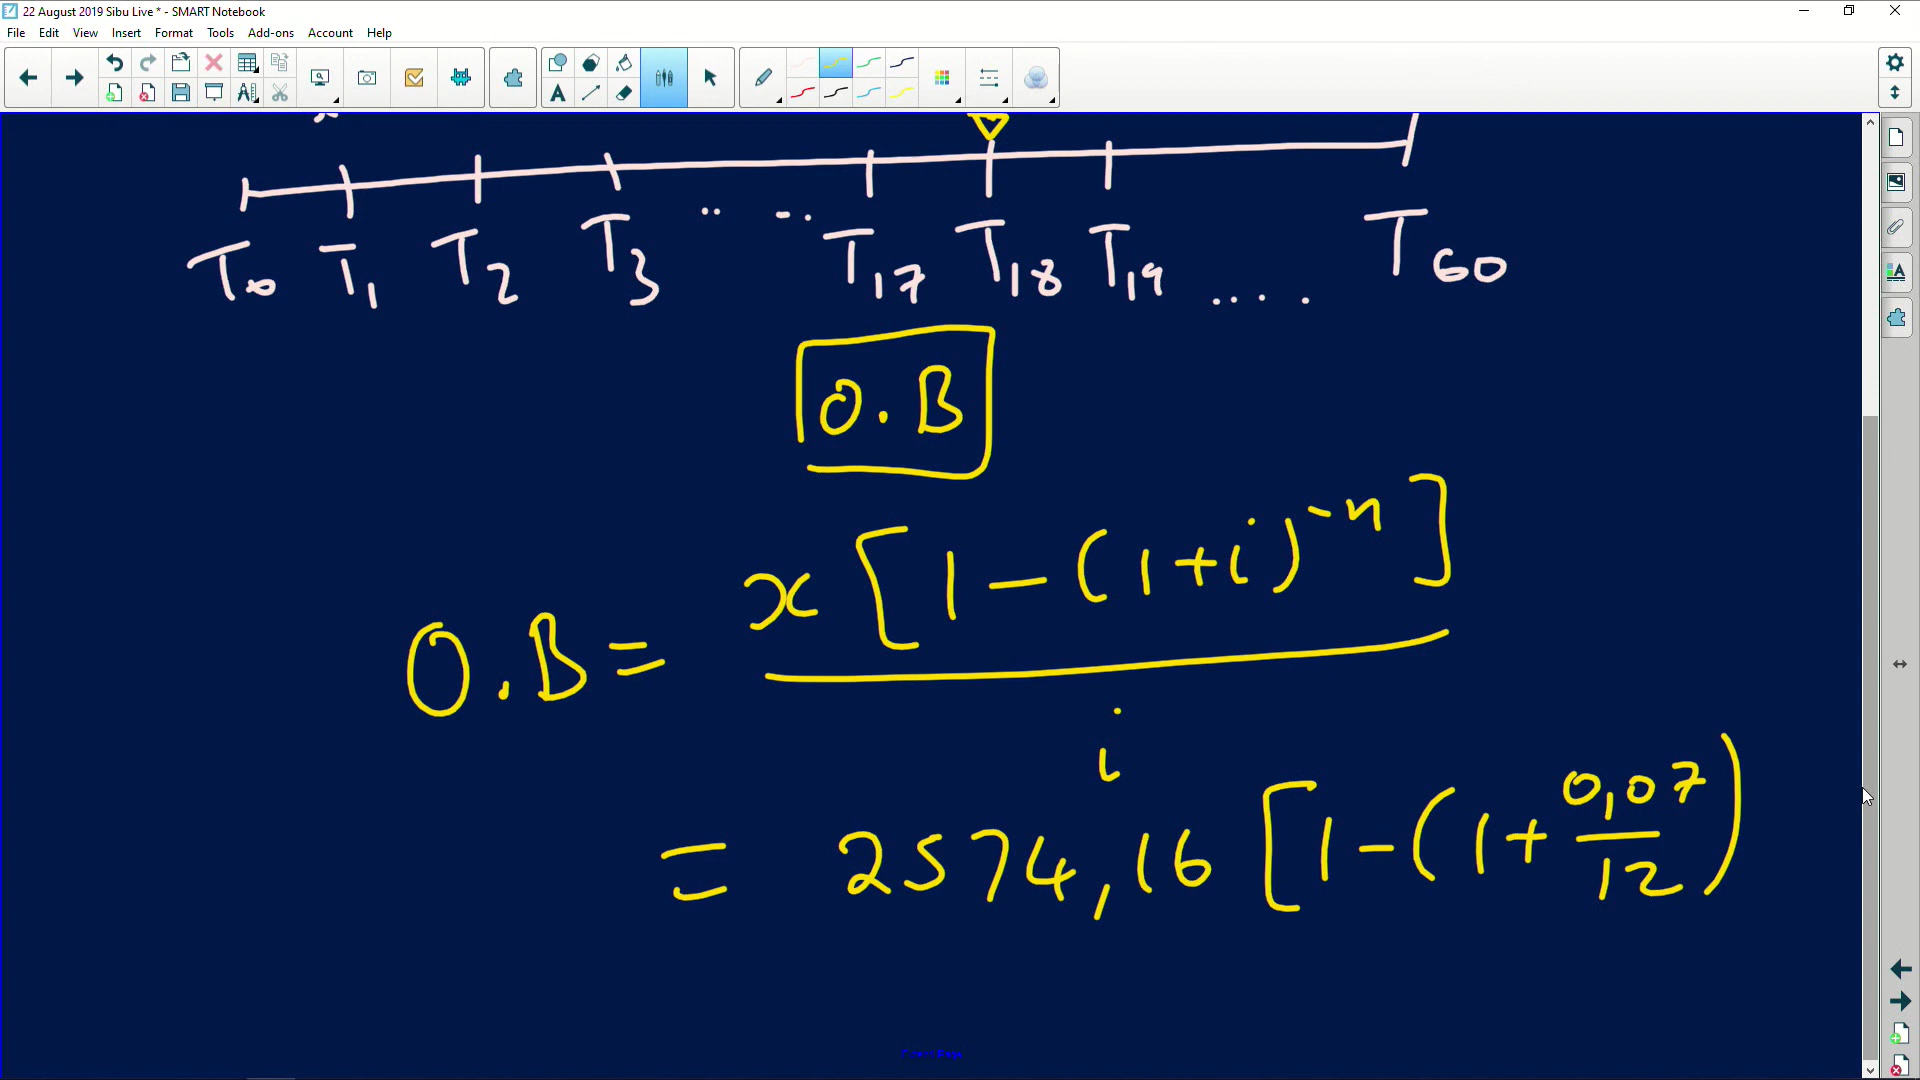 22 August 2019 Sibu Live * - SMART Notebook
File Edit View Insert Format Tools Add-ons Account Help
T₀ T₁ T₂ T₃ .. -. T₁₇ T₁₈ T₁₉ .... T₆₀
O.B
O.B = x[1-(1+i)⁻ⁿ]
i
= 2574,16 [1-(1+0,07/12)